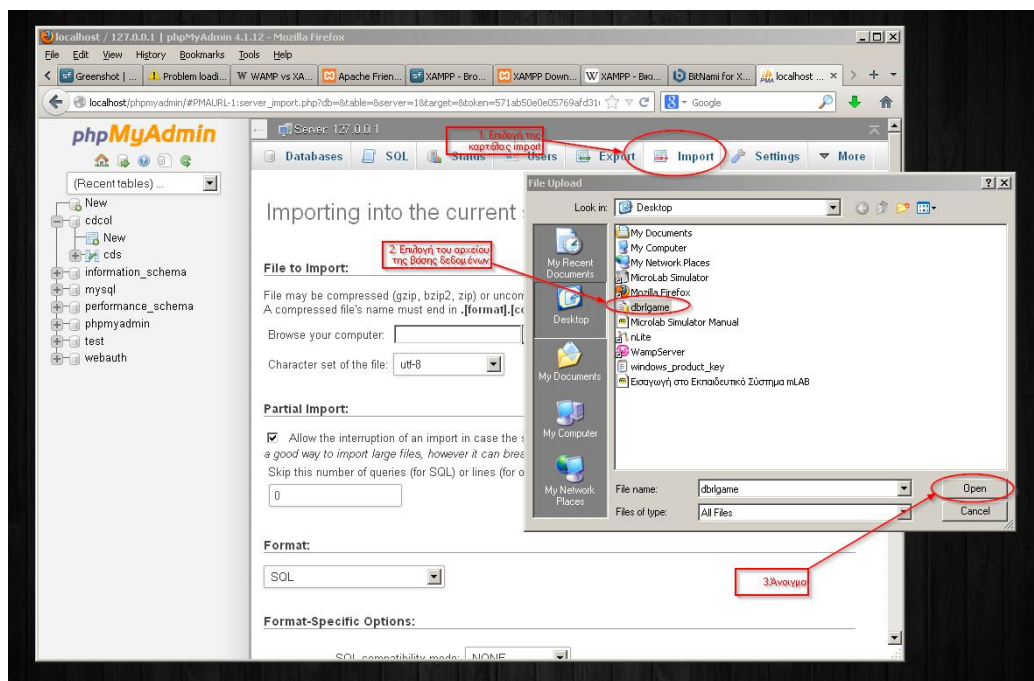 localhost / 127.0.0.1 | phpMyAdmin 4.1.12 - Mozilla Firefox
File Edit View History Bookmarks Tools Help
Greenshot | ... Problem loadi... WAMP vs XA... Apache Frien... XAMPP - Bro... XAMPP Down... XAMPP - Вик... BitNami for X... localhost ...
localhost/phpmyadmin/#PMAURL-1:server_import.php?db=&table=&server=1&target=&token=571ab50e0e05769afd31 Google
phpMyAdmin
(Recent tables) ...
New
cdcol
New
cds
information_schema
mysql
performance_schema
phpmyadmin
test
webauth
Server: 127.0.0.1
1. Επιλογή της
καρτέλας import
Databases SQL Status Users Export Import Settings More
Importing into the current
2. Επιλογή του αρχείου
της βάσης δεδομένων
File to Import:
File may be compressed (gzip, bzip2, zip) or uncom
A compressed file's name must end in .[format].[co
Browse your computer:
Character set of the file: utf-8
Partial Import:
Allow the interruption of an import in case the s
a good way to import large files, however it can brea
Skip this number of queries (for SQL) or lines (for o
0
Format:
SQL
Format-Specific Options:
SQL compatibility mode: NONE
File Upload
Look in: Desktop
My Recent
Documents
Desktop
My Documents
My Computer
My Network
Places
My Documents
My Computer
My Network Places
MicroLab Simulator
Mozilla Firefox
dbrlgame
Microlab Simulator Manual
nLite
WampServer
windows_product_key
Εισαγωγή στο Εκπαιδευτικό Σύστημα mLAB
File name: dbrlgame Open
Files of type: All Files Cancel
3.Άνοιγμα